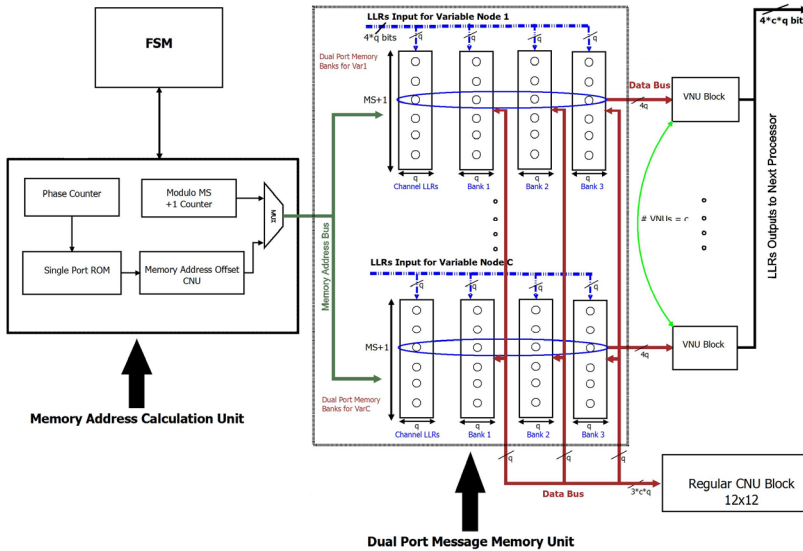 FSM
Phase Counter
Modulo MS
+1 Counter
MUX
Single Port ROM
Memory Address Offset
CNU
Memory Address Calculation Unit
Memory Address Bus
LLRs Input for Variable Node 1
4*q bits
q
q
q
q
Dual Port Memory
Banks for Var1
MS+1
q
q
q
q
Channel LLRs
Bank 1
Bank 2
Bank 3
LLRs Input for Variable Node C
q
q
q
q
MS+1
Dual Port Memory
Banks for VarC
q
q
q
q
Channel LLRs
Bank 1
Bank 2
Bank 3
q
q
q
Data Bus
3*c*q
Dual Port Message Memory Unit
Data Bus
4q
VNU Block
# VNUs = c
4q
VNU Block
4*c*q bit
LLRs Outputs to Next Processor
Regular CNU Block
12x12